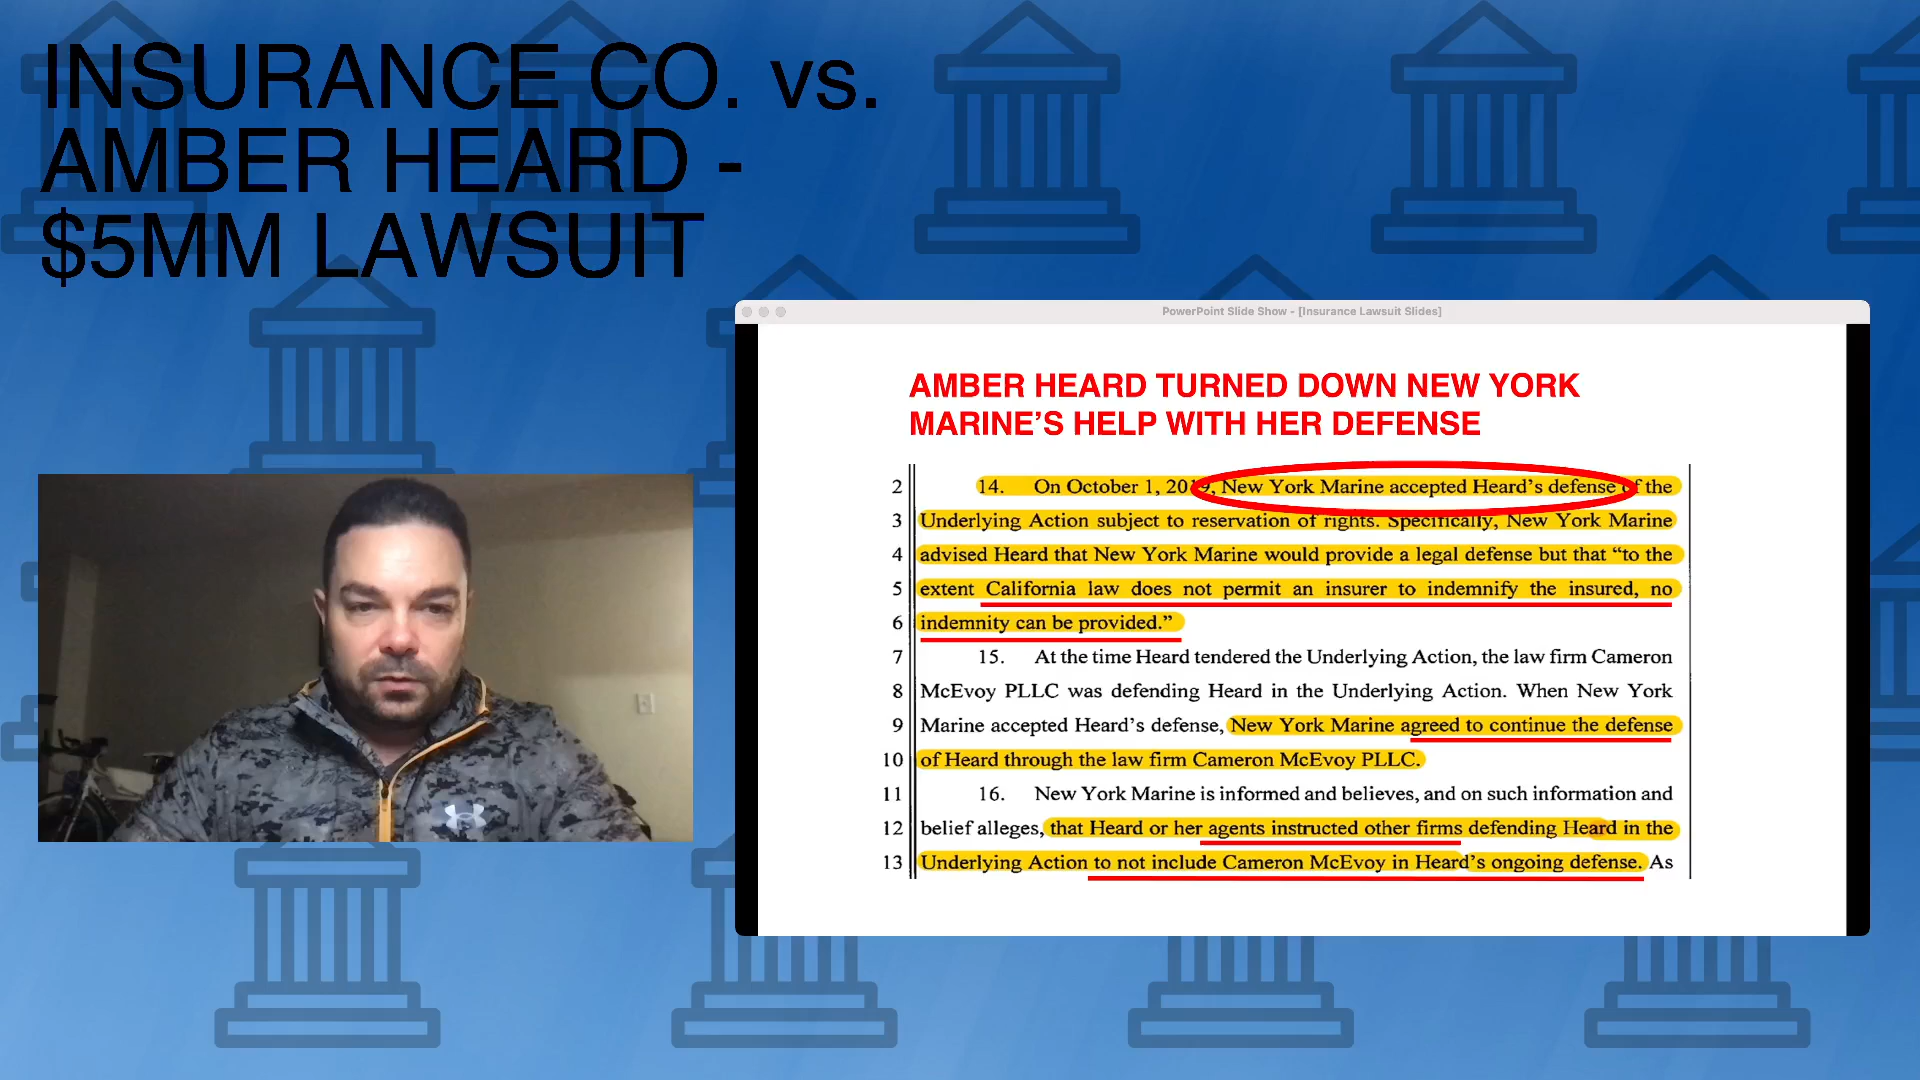 INSURANCE CO. vs.
AMBER HEARD -
$5MM LAWSUIT
PowerPoint Slide Show - [Insurance Lawsuit Slides]
AMBER HEARD TURNED DOWN NEW YORK
MARINE'S HELP WITH HER DEFENSE
2 14. On October 1, 2019, New York Marine accepted Heard's defense of the
3 Underlying Action subject to reservation of rights. Specifically, New York Marine
4 advised Heard that New York Marine would provide a legal defense but that “to the
5 extent California law does not permit an insurer to indemnify the insured, no
6 indemnity can be provided.”
7 15. At the time Heard tendered the Underlying Action, the law firm Cameron
8 McEvoy PLLC was defending Heard in the Underlying Action. When New York
9 Marine accepted Heard's defense, New York Marine agreed to continue the defense
10 of Heard through the law firm Cameron McEvoy PLLC.
11 16. New York Marine is informed and believes, and on such information and
12 belief alleges, that Heard or her agents instructed other firms defending Heard in the
13 Underlying Action to not include Cameron McEvoy in Heard's ongoing defense. As